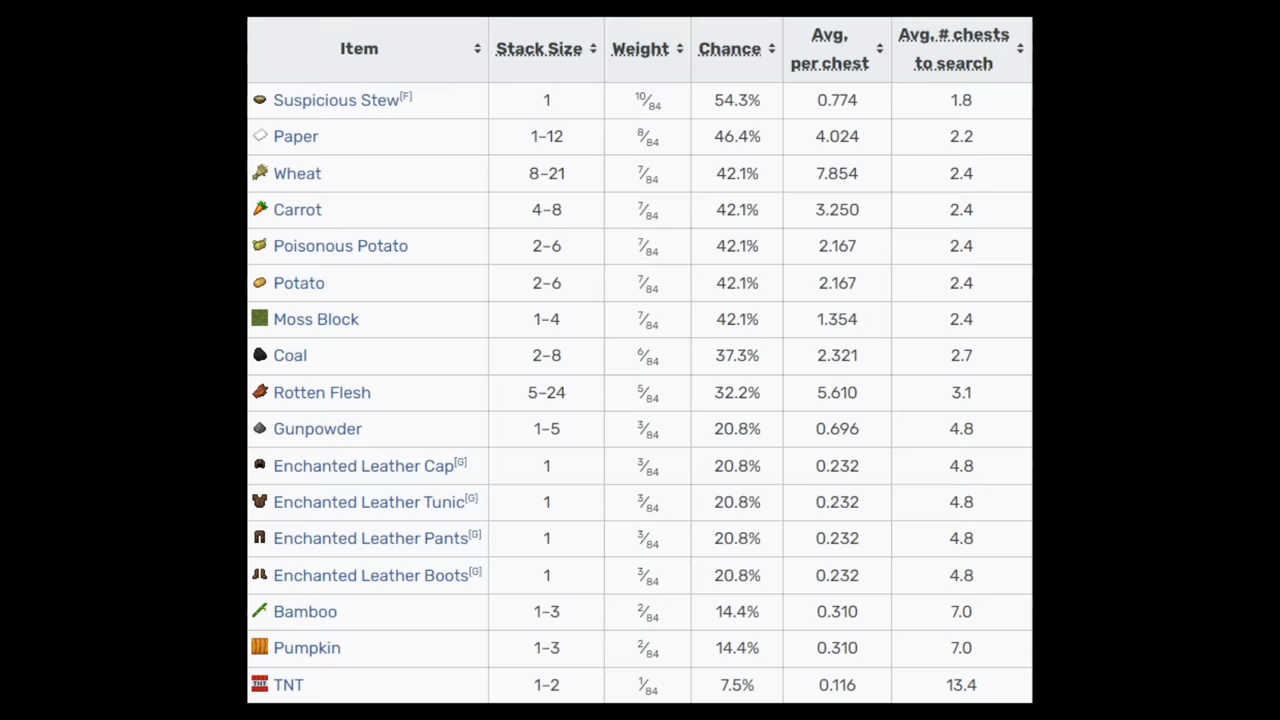 Item Stack Size Weight Chance Avg. per chest Avg. # chests to search
Suspicious Stew[F] 1 10/84 54.3% 0.774 1.8
Paper 1–12 8/84 46.4% 4.024 2.2
Wheat 8–21 7/84 42.1% 7.854 2.4
Carrot 4–8 7/84 42.1% 3.250 2.4
Poisonous Potato 2–6 7/84 42.1% 2.167 2.4
Potato 2–6 7/84 42.1% 2.167 2.4
Moss Block 1–4 7/84 42.1% 1.354 2.4
Coal 2–8 6/84 37.3% 2.321 2.7
Rotten Flesh 5–24 5/84 32.2% 5.610 3.1
Gunpowder 1–5 3/84 20.8% 0.696 4.8
Enchanted Leather Cap[G] 1 3/84 20.8% 0.232 4.8
Enchanted Leather Tunic[G] 1 3/84 20.8% 0.232 4.8
Enchanted Leather Pants[G] 1 3/84 20.8% 0.232 4.8
Enchanted Leather Boots[G] 1 3/84 20.8% 0.232 4.8
Bamboo 1–3 2/84 14.4% 0.310 7.0
Pumpkin 1–3 2/84 14.4% 0.310 7.0
TNT 1–2 1/84 7.5% 0.116 13.4